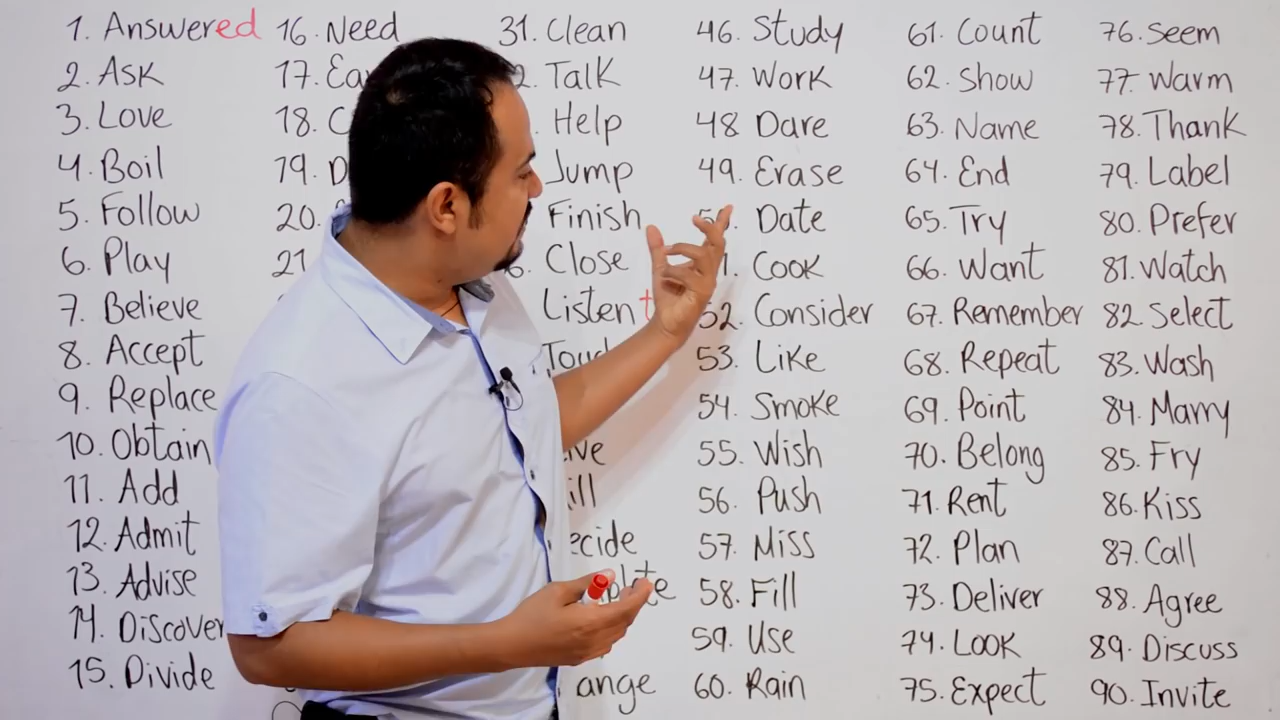 1. Answered
2. Ask
3. Love
4. Boil
5. Follow
6. Play
7. Believe
8. Accept
9. Replace
10. Obtain
11. Add
12. Admit
13. Advise
14. Discover
15. Divide
16. Need
17.
18.
19.
20.
21
31. Clean
2. Talk
Help
Jump
Finish
Close
Listen
46. Study
47. Work
48 Dare
49. Erase
Date
Cook
52. Consider
53. Like
54. Smoke
55. Wish
56. Push
57. Miss
58. Fill
59. Use
60. Rain
61. Count
62. Show
63. Name
64. End
65. Try
66. Want
67. Remember
68. Repeat
69. Point
70. Belong
71. Rent
72. Plan
73. Deliver
74. Look
75. Expect
76. Seem
77. Warm
78. Thank
79. Label
80. Prefer
81. Watch
82. Select
83. Wash
84. Marry
85. Fry
86. Kiss
87. Call
88. Agree
89. Discuss
90. Invite